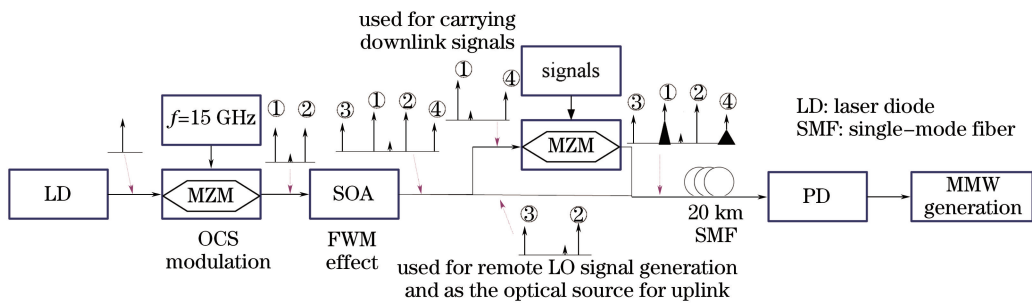 used for carrying
downlink signals
① ④
signals
LD: laser diode
SMF: single-mode fiber
f=15 GHz
① ②
③ ① ② ④
③ ① ② ④
LD
MZM
SOA
MZM
PD
MMW
generation
OCS
modulation
FWM
effect
③ ②
20 km
SMF
used for remote LO signal generation
and as the optical source for uplink